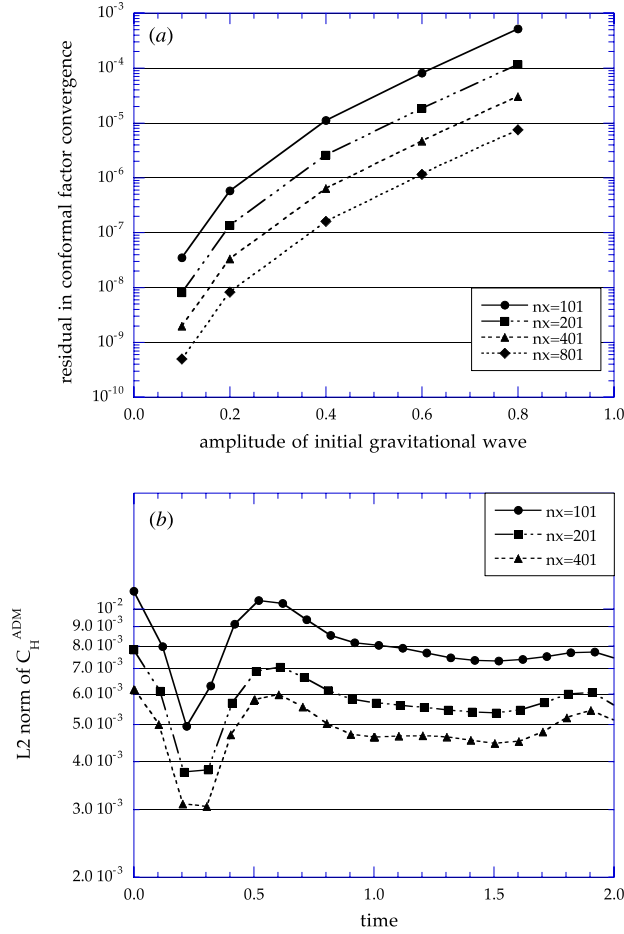 (a)
residual in conformal factor convergence
10^-3
10^-4
10^-5
10^-6
10^-7
10^-8
10^-9
10^-10
nx=101
nx=201
nx=401
nx=801
0.0 0.2 0.4 0.6 0.8 1.0
amplitude of initial gravitational wave
(b)
L2 norm of C_H^ADM
nx=101
nx=201
nx=401
10^-2
9.0 10^-3
8.0 10^-3
7.0 10^-3
6.0 10^-3
5.0 10^-3
4.0 10^-3
3.0 10^-3
2.0 10^-3
0.0 0.5 1.0 1.5 2.0
time